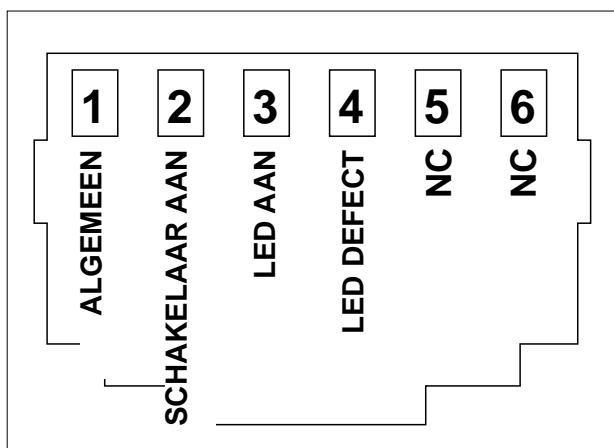 1 2 3 4 5 6
ALGEMEEN
SCHAKELAAR AAN
LED AAN
LED DEFECT
NC
NC